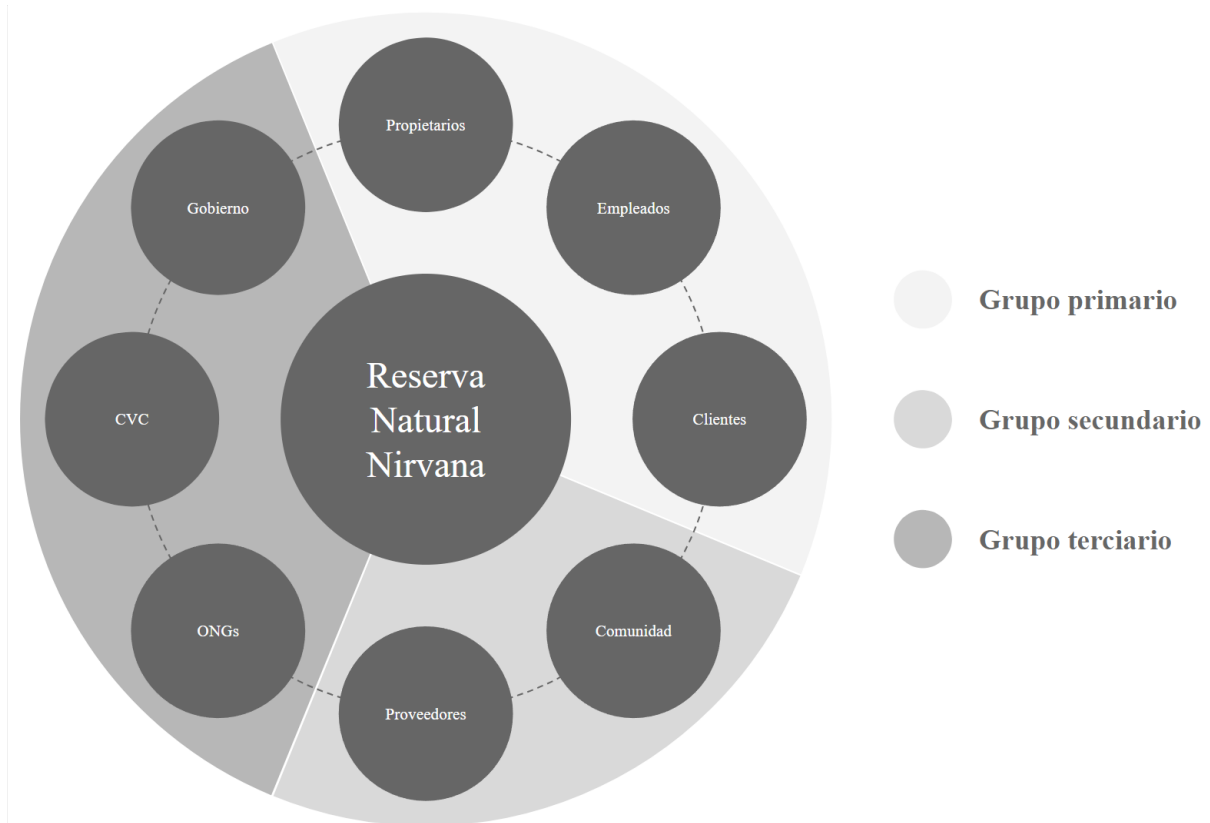 Propietarios
Gobierno
Empleados
Reserva
Natural
Nirvana
CVC
Clientes
ONGs
Comunidad
Proveedores
Grupo primario
Grupo secundario
Grupo terciario